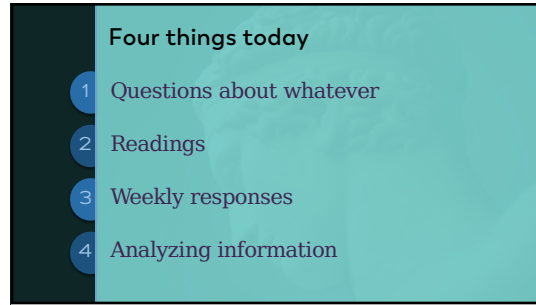 Four things today
1 Questions about whatever
2 Readings
3 Weekly responses
4 Analyzing information